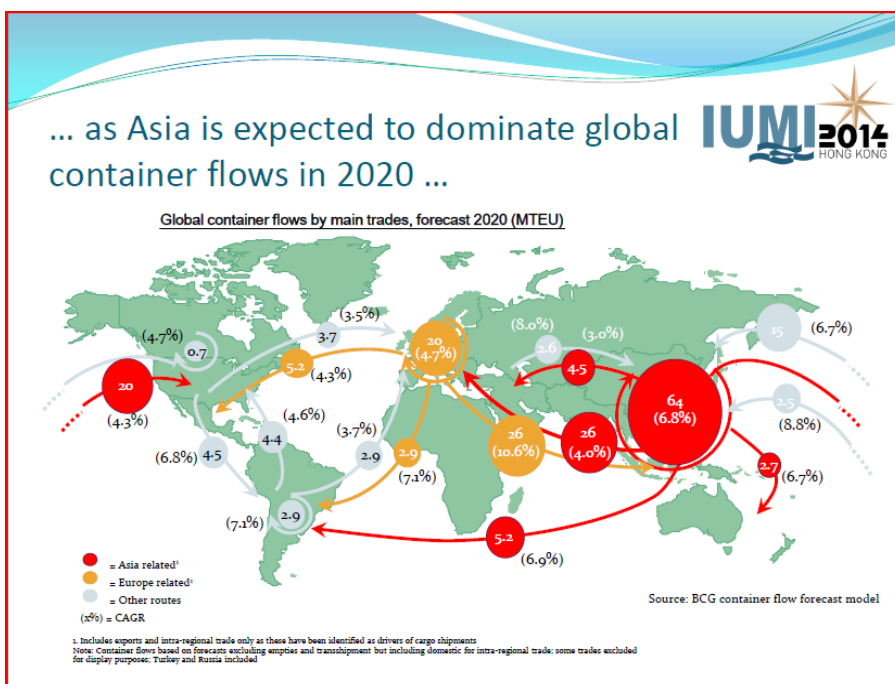 ... as Asia is expected to dominate global
container flows in 2020 ...
IUMI 2014
HONG KONG
Global container flows by main trades, forecast 2020 (MTEU)
(3.5%)
3.7
(4.7%)
0.7
5.2
(4.3%)
20
(4.7%)
(8.0%)
(3.0%)
2.6
4.5
15
(6.7%)
20
(4.3%)
64
(6.8%)
2.5
(8.8%)
(4.6%)
4.4
(6.8%)
4.5
(3.7%)
2.9
2.9
(7.1%)
26
(10.6%)
26
(4.0%)
2.7
(6.7%)
(7.1%)
2.9
5.2
(6.9%)
= Asia related¹
= Europe related¹
= Other routes
(x%) = CAGR
Source: BCG container flow forecast model
1. Includes exports and intra-regional trade only as these have been identified as drivers of cargo shipments
Note: Container flows based on forecasts excluding empties and transshipment but including domestic for intra-regional trade; some trades excluded
for display purposes; Turkey and Russia included